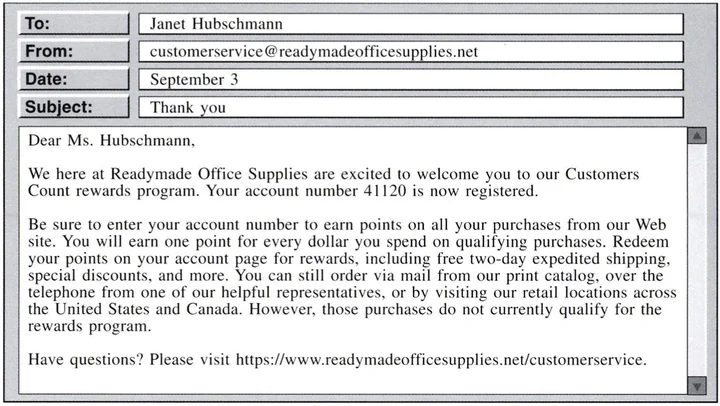 To: Janet Hubschmann
From: customerservice@readymadeofficesupplies.net
Date: September 3
Subject: Thank you
Dear Ms. Hubschmann,
We here at Readymade Office Supplies are excited to welcome you to our Customers
Count rewards program. Your account number 41120 is now registered.
Be sure to enter your account number to earn points on all your purchases from our Web
site. You will earn one point for every dollar you spend on qualifying purchases. Redeem
your points on your account page for rewards, including free two-day expedited shipping,
special discounts, and more. You can still order via mail from our print catalog, over the
telephone from one of our helpful representatives, or by visiting our retail locations across
the United States and Canada. However, those purchases do not currently qualify for the
rewards program.
Have questions? Please visit https://www.readymadeofficesupplies.net/customerservice.